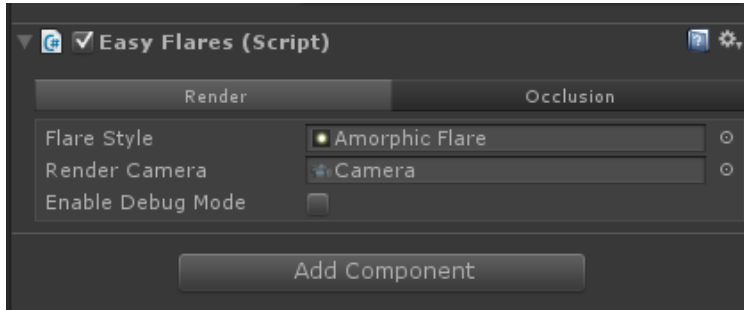 Easy Flares (Script)
Render Occlusion
Flare Style Amorphic Flare
Render Camera Camera
Enable Debug Mode
Add Component